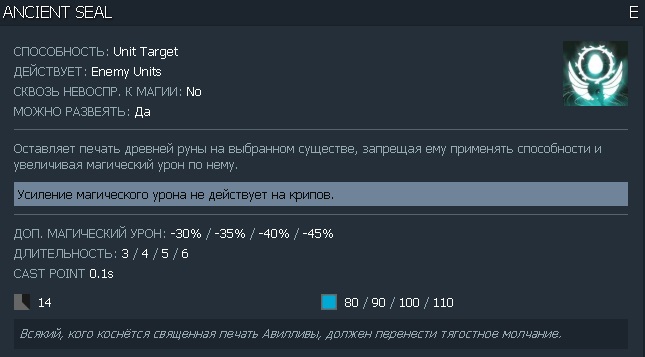 ANCIENT SEAL E
СПОСОБНОСТЬ: Unit Target
ДЕЙСТВУЕТ: Enemy Units
СКВОЗЬ НЕВОСПР. К МАГИИ: No
МОЖНО РАЗВЕЯТЬ: Да
Оставляет печать древней руны на выбранном существе, запрещая ему применять способности и
увеличивая магический урон по нему.
Усиление магического урона не действует на крипов.
ДОП. МАГИЧЕСКИЙ УРОН: -30% / -35% / -40% / -45%
ДЛИТЕЛЬНОСТЬ: 3 / 4 / 5 / 6
CAST POINT 0.1s
14 80 / 90 / 100 / 110
Всякий, кого коснётся священная печать Авилливы, должен перенести тягостное молчание.